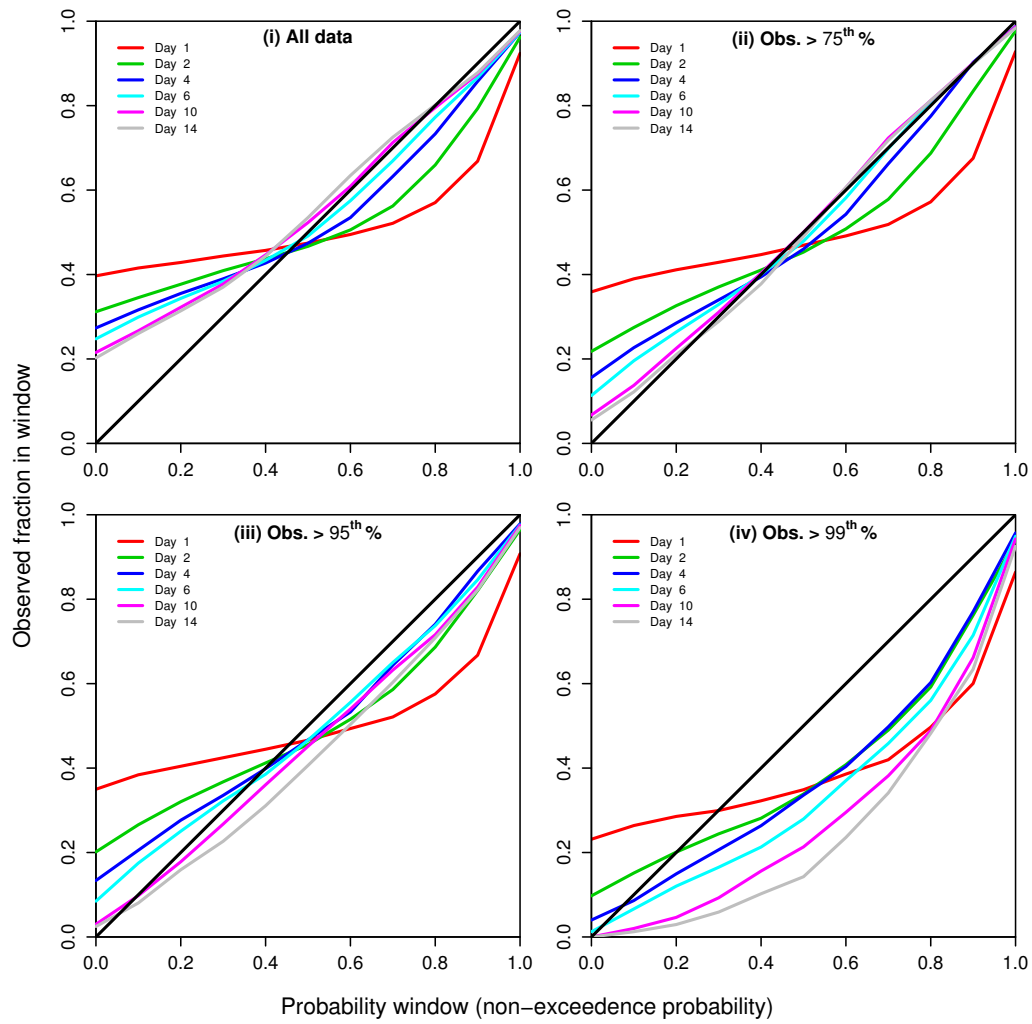 (i) All data
Day 1
Day 2
Day 4
Day 6
Day 10
Day 14
0.0 0.2 0.4 0.6 0.8 1.0
0.0 0.2 0.4 0.6 0.8 1.0
(ii) Obs. > 75th %
Day 1
Day 2
Day 4
Day 6
Day 10
Day 14
0.0 0.2 0.4 0.6 0.8 1.0
0.0 0.2 0.4 0.6 0.8 1.0
(iii) Obs. > 95th %
Day 1
Day 2
Day 4
Day 6
Day 10
Day 14
0.0 0.2 0.4 0.6 0.8 1.0
0.0 0.2 0.4 0.6 0.8 1.0
(iv) Obs. > 99th %
Day 1
Day 2
Day 4
Day 6
Day 10
Day 14
0.0 0.2 0.4 0.6 0.8 1.0
0.0 0.2 0.4 0.6 0.8 1.0
Observed fraction in window
Probability window (non−exceedence probability)